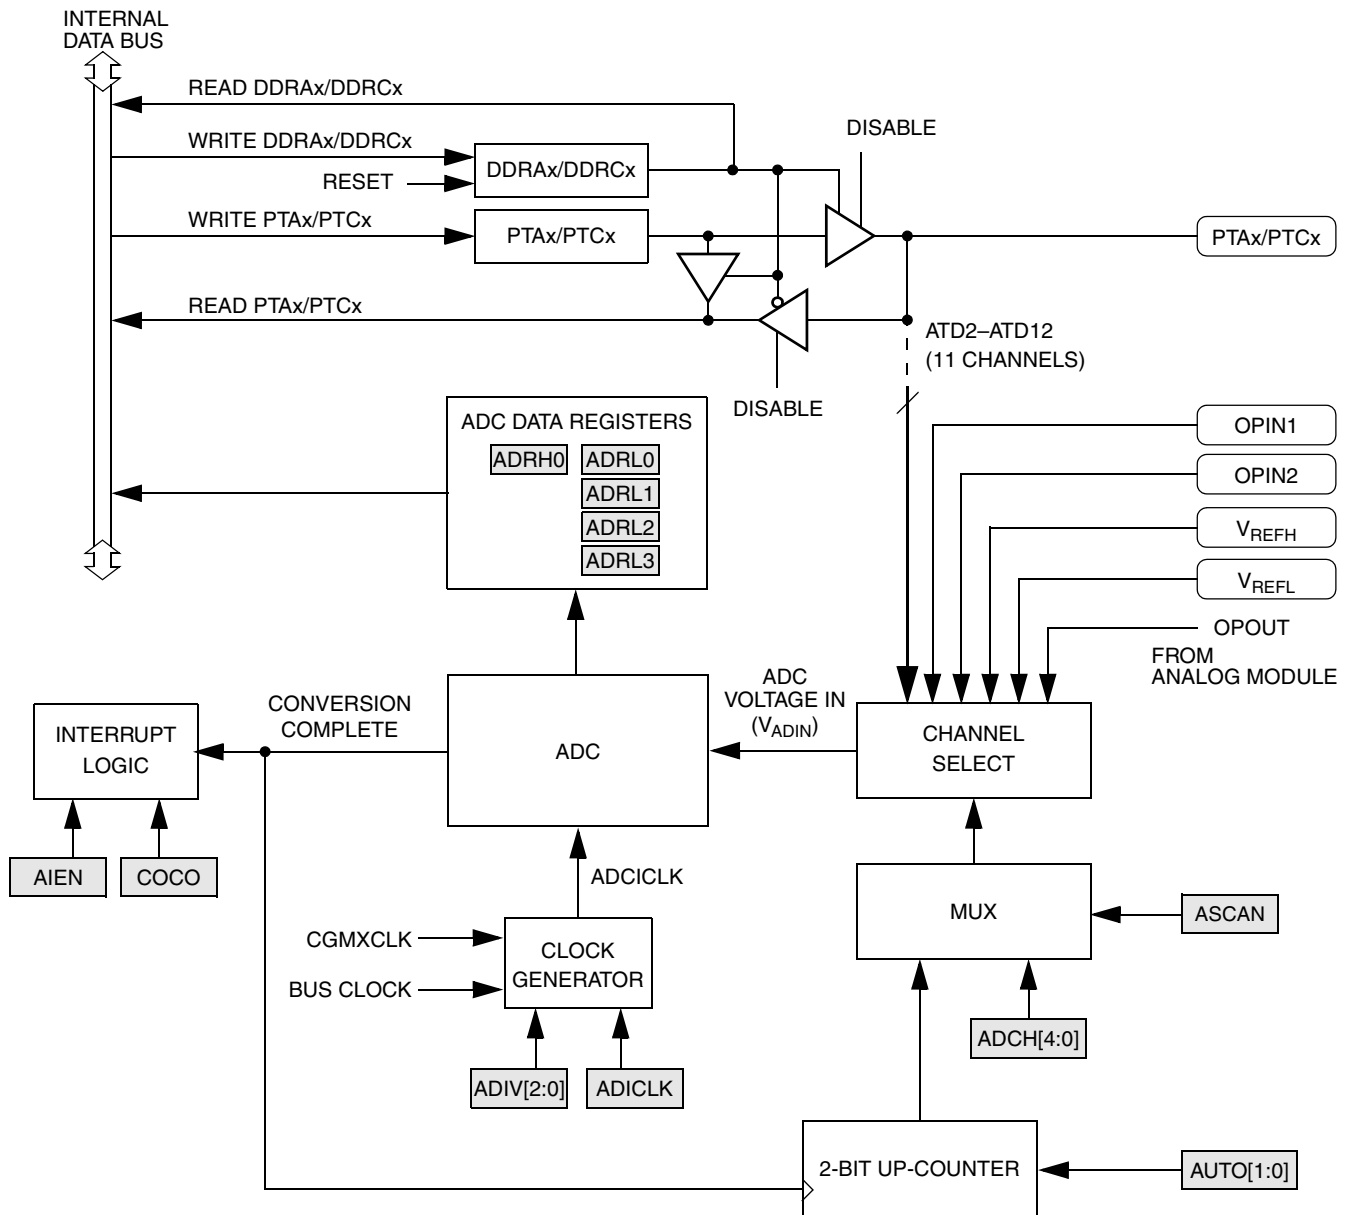 INTERNAL
DATA BUS
READ DDRAx/DDRCx
WRITE DDRAx/DDRCx
RESET
DDRAx/DDRCx
DISABLE
WRITE PTAx/PTCx
PTAx/PTCx
PTAx/PTCx
READ PTAx/PTCx
DISABLE
ATD2–ATD12
(11 CHANNELS)
ADC DATA REGISTERS
ADRH0
ADRL0
ADRL1
ADRL2
ADRL3
OPIN1
OPIN2
VREFH
VREFL
OPOUT
FROM
ANALOG MODULE
INTERRUPT
LOGIC
CONVERSION
COMPLETE
ADC
ADC
VOLTAGE IN
(VADIN)
CHANNEL
SELECT
AIEN
COCO
ADCICLK
MUX
ASCAN
CGMXCLK
BUS CLOCK
CLOCK
GENERATOR
ADCH[4:0]
ADIV[2:0]
ADICLK
2-BIT UP-COUNTER
AUTO[1:0]